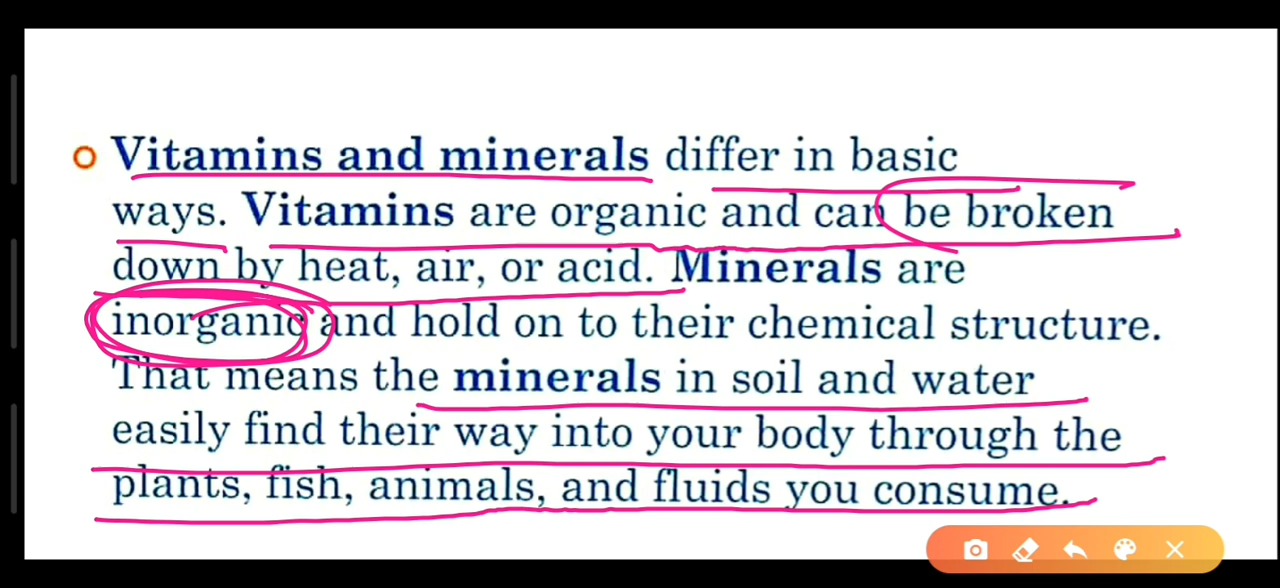 Vitamins and minerals differ in basic
ways. Vitamins are organic and can be broken
down by heat, air, or acid. Minerals are
inorganic and hold on to their chemical structure.
That means the minerals in soil and water
easily find their way into your body through the
plants, fish, animals, and fluids you consume.